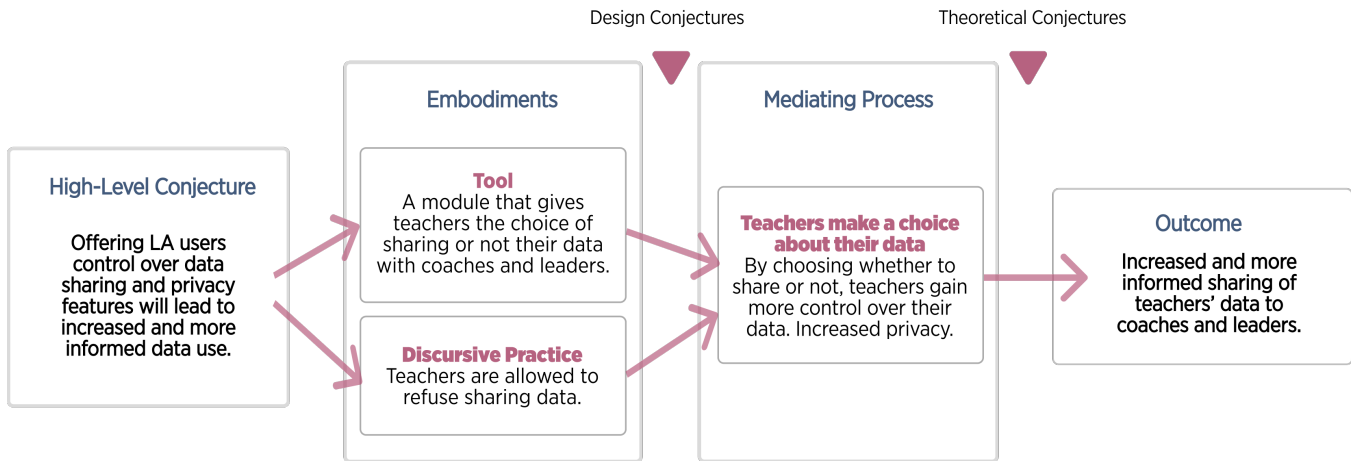 Design Conjectures
Theoretical Conjectures
High-Level Conjecture
Offering LA users
control over data
sharing and privacy
features will lead to
increased and more
informed data use.
Embodiments
Tool
A module that gives
teachers the choice of
sharing or not their data
with coaches and leaders.
Discursive Practice
Teachers are allowed to
refuse sharing data.
Mediating Process
Teachers make a choice
about their data
By choosing whether to
share or not, teachers gain
more control over their
data. Increased privacy.
Outcome
Increased and more
informed sharing of
teachers’ data to
coaches and leaders.